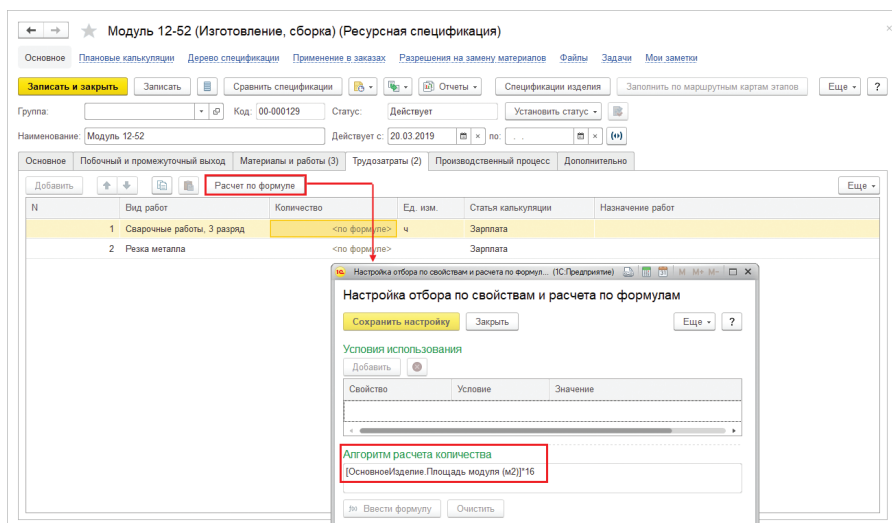 Модуль 12-52 (Изготовление, сборка) (Ресурсная спецификация)
Основное Плановые калькуляции Дерево спецификации Применение в заказах Разрешения на замену материалов Файлы Задачи Мои заметки
Записать и закрыть Записать Сравнить спецификации Отчеты Спецификации изделия Заполнить по маршрутным картам этапов Еще ?
Группа: Код: 00-000129 Статус: Действует Установить статус
Наименование: Модуль 12-52 Действует с: 20.03.2019 по: . .
Основное Побочный и промежуточный выход Материалы и работы (3) Трудозатраты (2) Производственный процесс Дополнительно
Добавить Расчет по формуле Еще
N Вид работ Количество Ед. изм. Статья калькуляции Назначение работ
1 Сварочные работы, 3 разряд <по формуле> ч Зарплата
2 Резка металла <по формуле> Зарплата
Настройка отбора по свойствам и расчета по формул... (1С:Предприятие) M M+ M-
Настройка отбора по свойствам и расчета по формулам
Сохранить настройку Закрыть Еще ?
Условия использования
Добавить
Свойство Условие Значение
Алгоритм расчета количества
[ОсновноеИзделие.Площадь модуля (м2)]*16
f(x) Ввести формулу Очистить